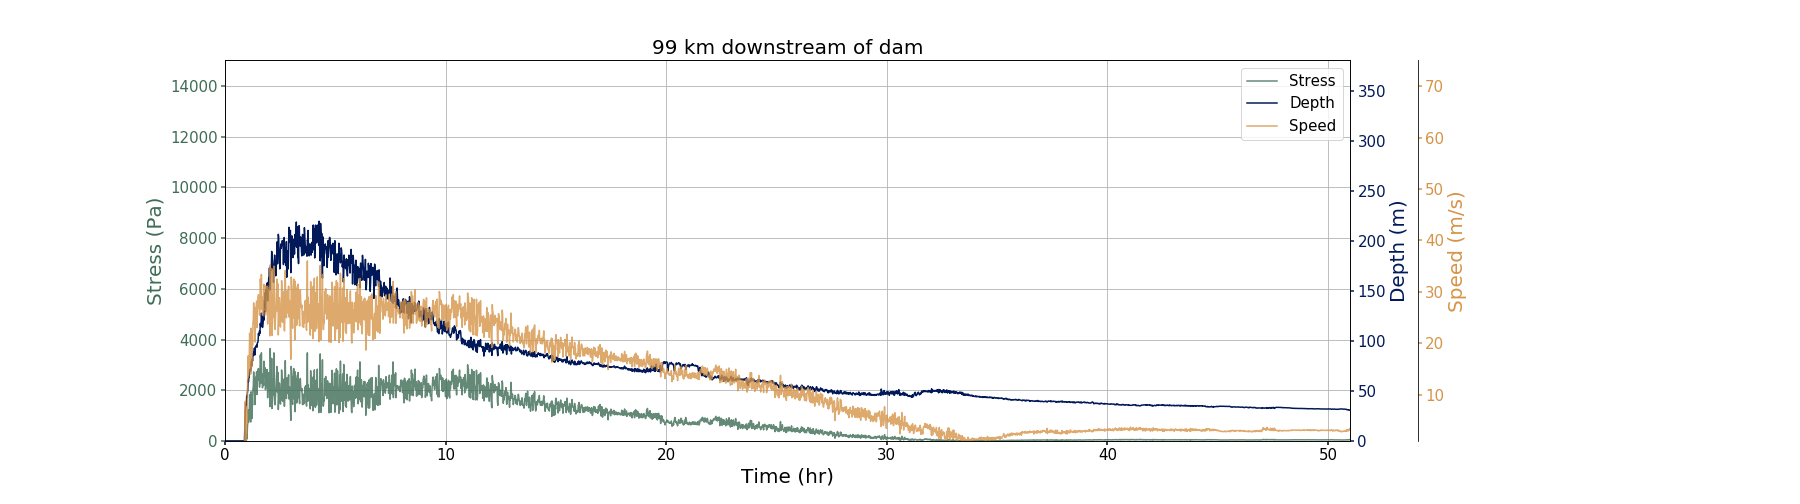 99 km downstream of dam
Stress (Pa)
14000
12000
10000
8000
6000
4000
2000
0
Stress
Depth
Speed
350
300
250
200
150
100
50
0
Depth (m)
70
60
50
40
30
20
10
Speed (m/s)
0 10 20 30 40 50
Time (hr)